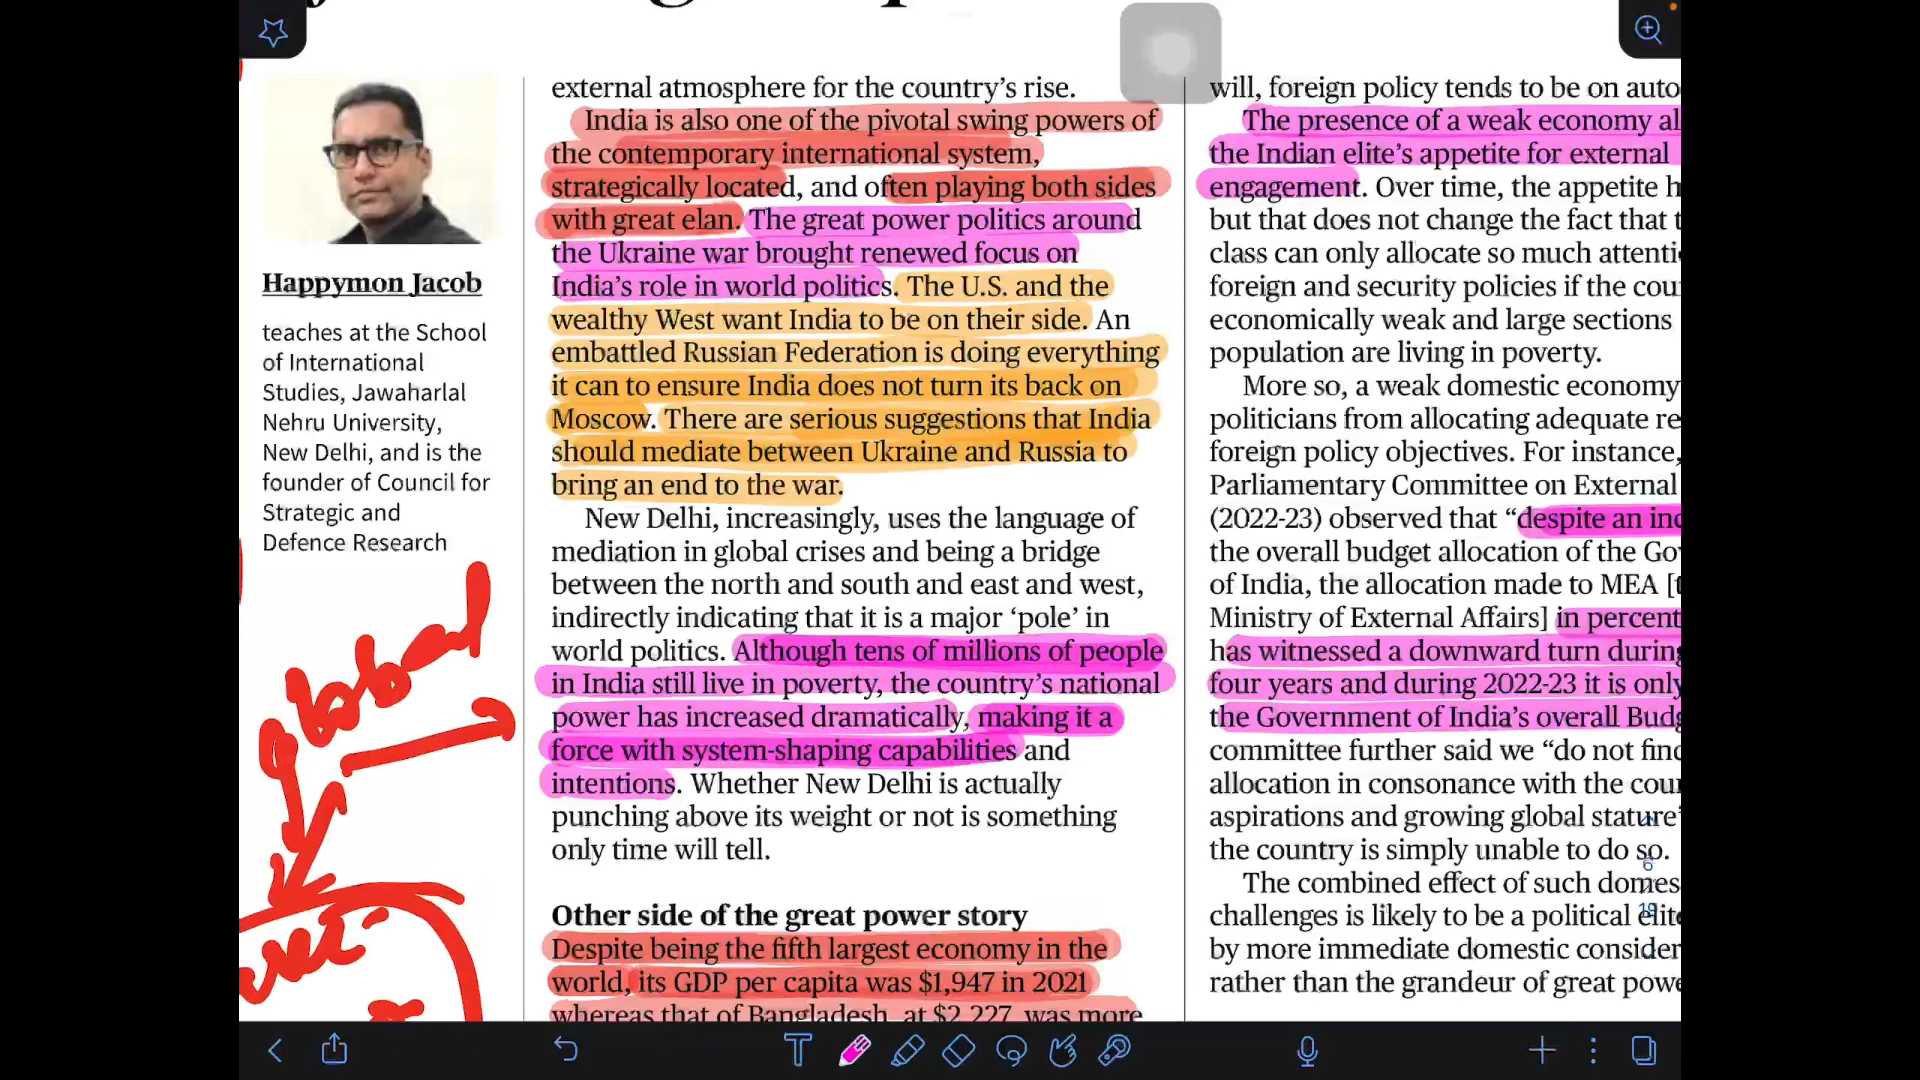 Happymon Jacob
teaches at the School
of International
Studies, Jawaharlal
Nehru University,
New Delhi, and is the
founder of Council for
Strategic and
Defence Research
global
external atmosphere for the country’s rise.
India is also one of the pivotal swing powers of
the contemporary international system,
strategically located, and often playing both sides
with great elan. The great power politics around
the Ukraine war brought renewed focus on
India’s role in world politics. The U.S. and the
wealthy West want India to be on their side. An
embattled Russian Federation is doing everything
it can to ensure India does not turn its back on
Moscow. There are serious suggestions that India
should mediate between Ukraine and Russia to
bring an end to the war.
New Delhi, increasingly, uses the language of
mediation in global crises and being a bridge
between the north and south and east and west,
indirectly indicating that it is a major ‘pole’ in
world politics. Although tens of millions of people
in India still live in poverty, the country’s national
power has increased dramatically, making it a
force with system-shaping capabilities and
intentions. Whether New Delhi is actually
punching above its weight or not is something
only time will tell.
Other side of the great power story
Despite being the fifth largest economy in the
world, its GDP per capita was $1,947 in 2021
whereas that of Bangladesh, at $2,227, was more
will, foreign policy tends to be on auto
The presence of a weak economy al
the Indian elite’s appetite for external
engagement. Over time, the appetite h
but that does not change the fact that t
class can only allocate so much attenti
foreign and security policies if the cou
economically weak and large sections
population are living in poverty.
More so, a weak domestic economy
politicians from allocating adequate re
foreign policy objectives. For instance,
Parliamentary Committee on External
(2022-23) observed that “despite an inc
the overall budget allocation of the Go
of India, the allocation made to MEA [t
Ministry of External Affairs] in percent
has witnessed a downward turn during
four years and during 2022-23 it is only
the Government of India’s overall Budg
committee further said we “do not find
allocation in consonance with the cou
aspirations and growing global stature”
the country is simply unable to do so.
The combined effect of such domes
challenges is likely to be a political elite
by more immediate domestic consider
rather than the grandeur of great powe
6
19